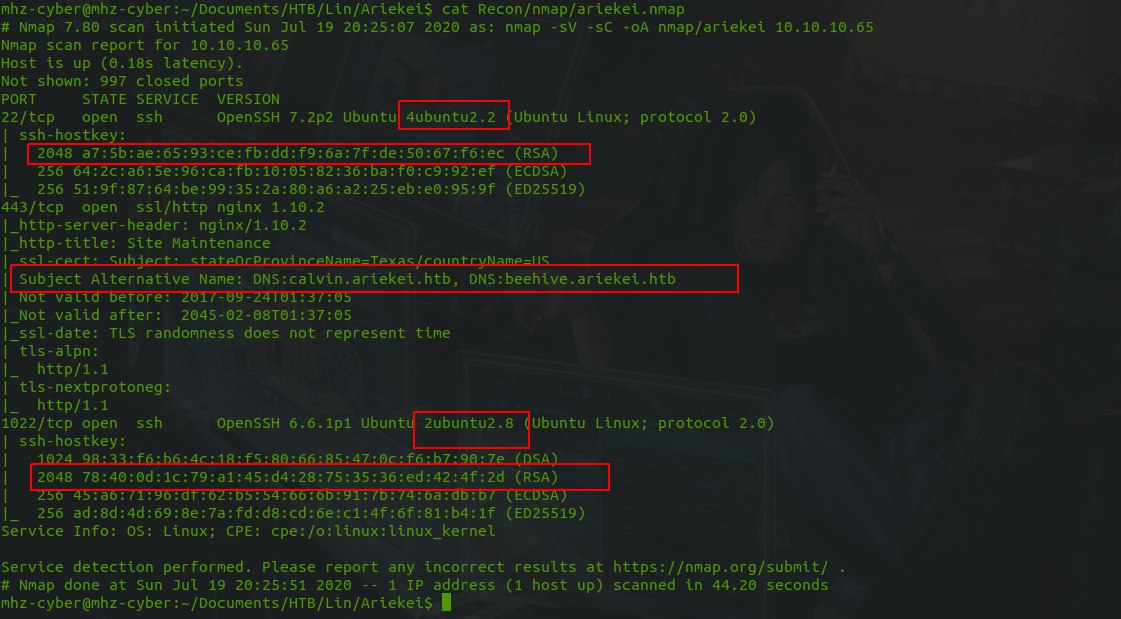 mhz-cyber@mhz-cyber:~/Documents/HTB/Lin/Ariekei$ cat Recon/nmap/ariekei.nmap
# Nmap 7.80 scan initiated Sun Jul 19 20:25:07 2020 as: nmap -sV -sC -oA nmap/ariekei 10.10.10.65
Nmap scan report for 10.10.10.65
Host is up (0.18s latency).
Not shown: 997 closed ports
PORT     STATE SERVICE  VERSION
22/tcp   open  ssh      OpenSSH 7.2p2 Ubuntu 4ubuntu2.2 (Ubuntu Linux; protocol 2.0)
| ssh-hostkey:
|   2048 a7:5b:ae:65:93:ce:fb:dd:f9:6a:7f:de:50:67:f6:ec (RSA)
|   256 64:2c:a6:5e:96:ca:fb:10:05:82:36:ba:f0:c9:92:ef (ECDSA)
|_  256 51:9f:87:64:be:99:35:2a:80:a6:a2:25:eb:e0:95:9f (ED25519)
443/tcp  open  ssl/http nginx 1.10.2
|_http-server-header: nginx/1.10.2
|_http-title: Site Maintenance
| ssl-cert: Subject: stateOrProvinceName=Texas/countryName=US
| Subject Alternative Name: DNS:calvin.ariekei.htb, DNS:beehive.ariekei.htb
| Not valid before: 2017-09-24T01:37:05
|_Not valid after:  2045-02-08T01:37:05
|_ssl-date: TLS randomness does not represent time
| tls-alpn:
|_  http/1.1
| tls-nextprotoneg:
|_  http/1.1
1022/tcp open  ssh      OpenSSH 6.6.1p1 Ubuntu 2ubuntu2.8 (Ubuntu Linux; protocol 2.0)
| ssh-hostkey:
|   1024 98:33:f6:b6:4c:18:f5:80:66:85:47:0c:f6:b7:90:7e (DSA)
|   2048 78:40:0d:1c:79:a1:45:d4:28:75:35:36:ed:42:4f:2d (RSA)
|   256 45:a6:71:96:df:62:b5:54:66:6b:91:7b:74:6a:db:b7 (ECDSA)
|_  256 ad:8d:4d:69:8e:7a:fd:d8:cd:6e:c1:4f:6f:81:b4:1f (ED25519)
Service Info: OS: Linux; CPE: cpe:/o:linux:linux_kernel

Service detection performed. Please report any incorrect results at https://nmap.org/submit/ .
# Nmap done at Sun Jul 19 20:25:51 2020 -- 1 IP address (1 host up) scanned in 44.20 seconds
mhz-cyber@mhz-cyber:~/Documents/HTB/Lin/Ariekei$